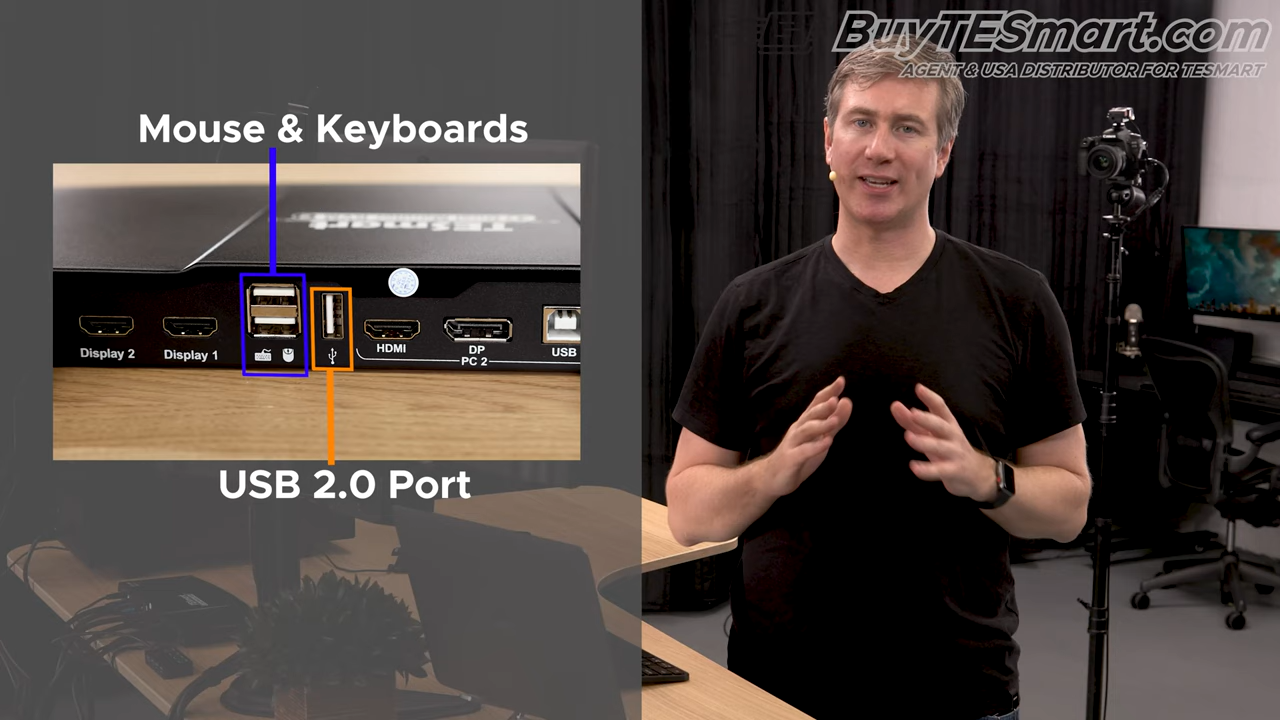 BuyTESmart.com
AGENT & USA DISTRIBUTOR FOR TESMART
Mouse & Keyboards
TESmart
Display 2
Display 1
HDMI
DP
PC 2
USB
USB 2.0 Port